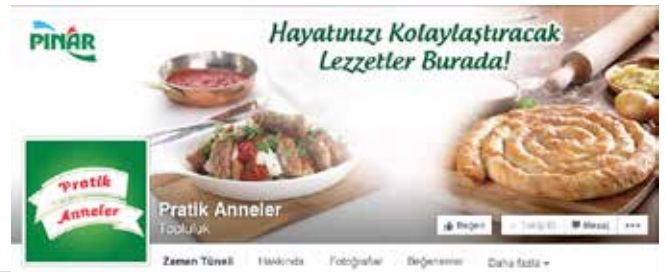 PINAR
Hayatınızı Kolaylaştıracak
Lezzetler Burada!
Pratik
Anneler
Pratik Anneler
Topluluk
Beğen
Mesaj
Zaman Tüneli Hakkında Fotoğraflar Beğenenler Daha fazla